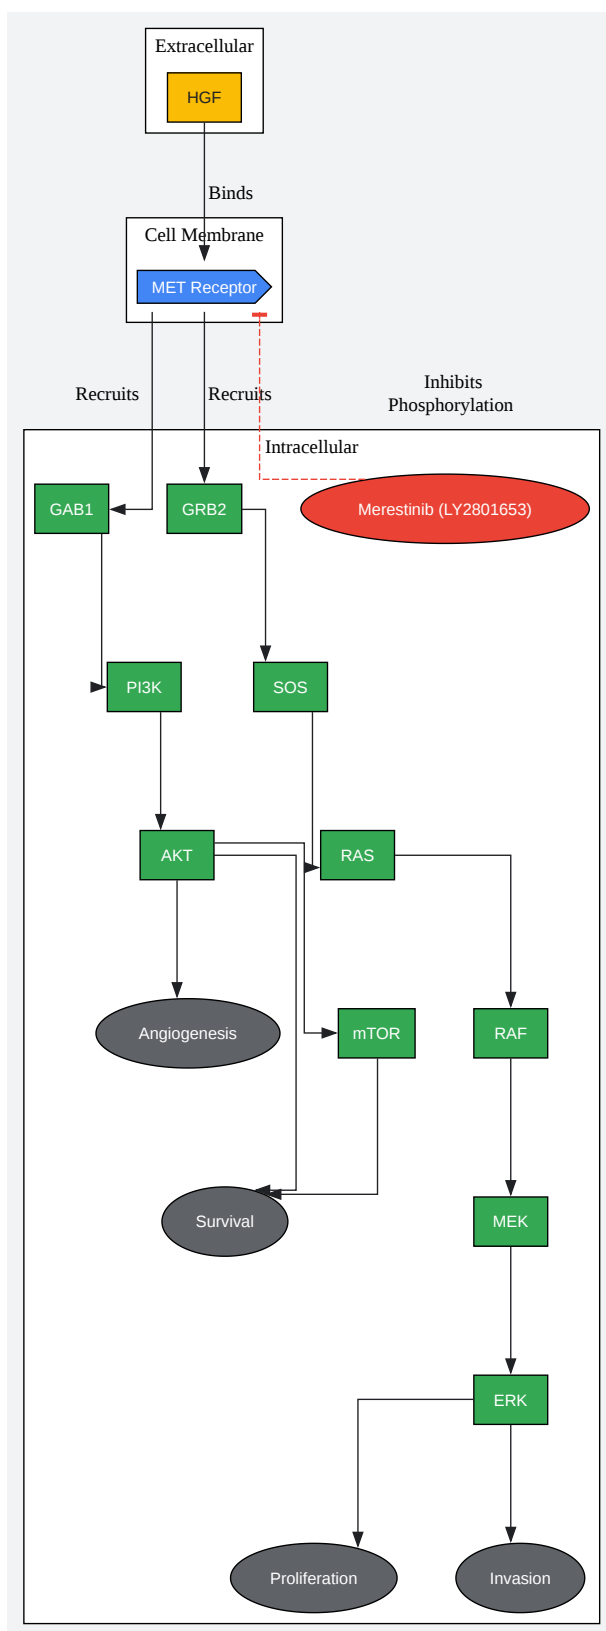 Extracellular
HGF
Binds
Cell Membrane
MET Receptor
Recruits
Recruits
Inhibits
Phosphorylation
Intracellular
GAB1
GRB2
Merestinib (LY2801653)
PI3K
SOS
AKT
RAS
Angiogenesis
mTOR
RAF
Survival
MEK
ERK
Proliferation
Invasion